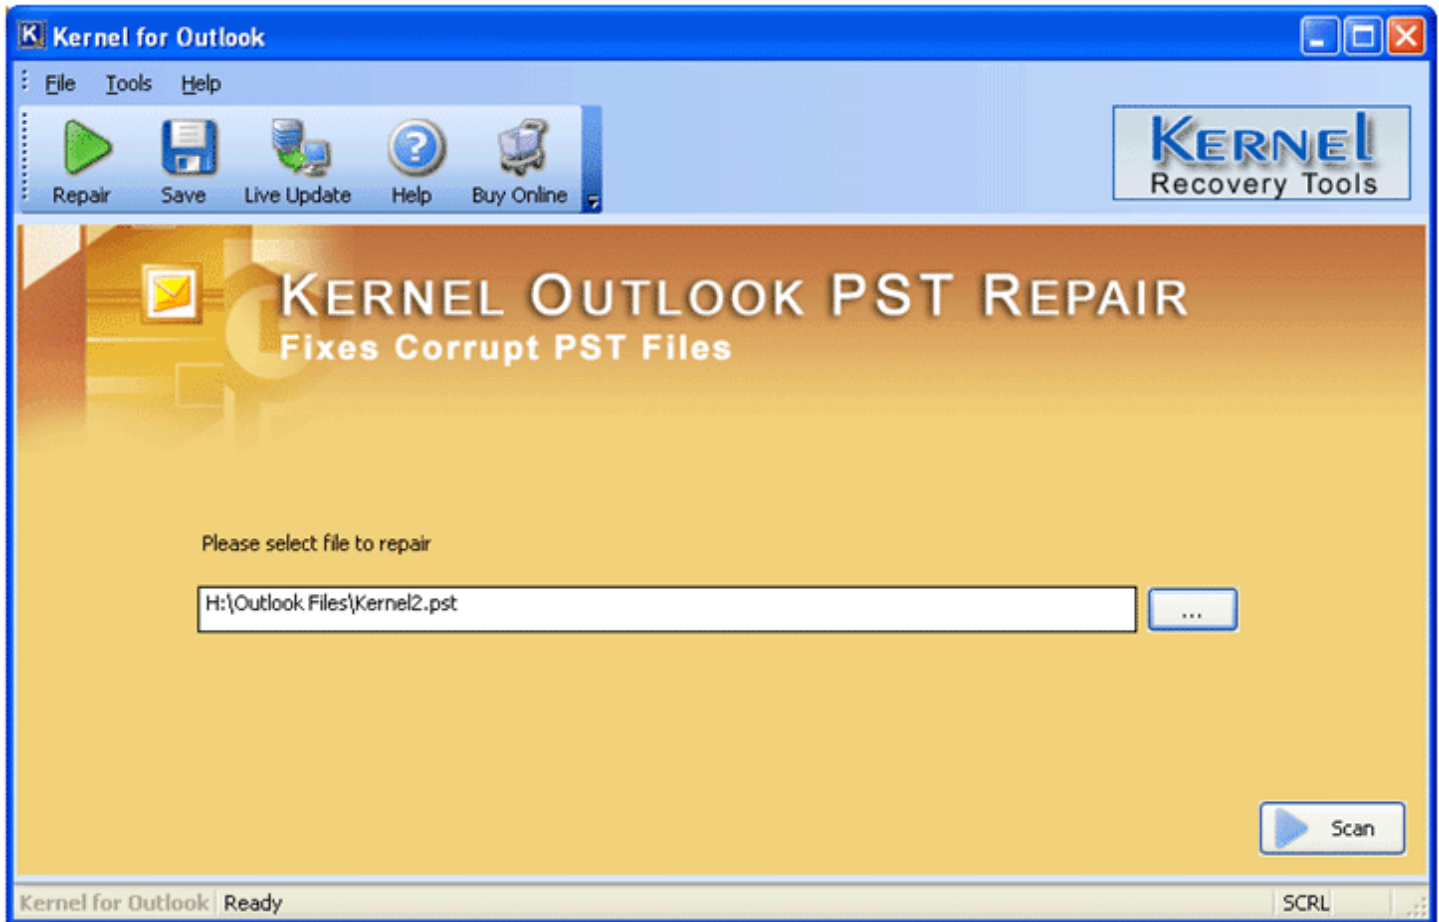 Kernel for Outlook
File Tools Help
Repair Save Live Update Help Buy Online
KERNEL
Recovery Tools
KERNEL OUTLOOK PST REPAIR
Fixes Corrupt PST Files
Please select file to repair
H:\Outlook Files\Kernel2.pst
...
Scan
Kernel for Outlook Ready SCRL